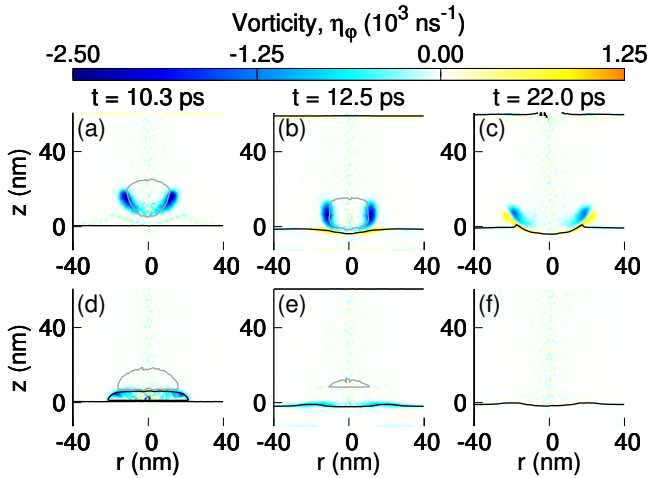 Vorticity, ηφ (10³ ns⁻¹)
-2.50 -1.25 0.00 1.25
t = 10.3 ps t = 12.5 ps t = 22.0 ps
(a) (b) (c)
z (nm)
40
0
-40 0 40 -40 0 40 -40 0 40
(d) (e) (f)
z (nm)
40
0
-40 0 40 -40 0 40 -40 0 40
r (nm) r (nm) r (nm)